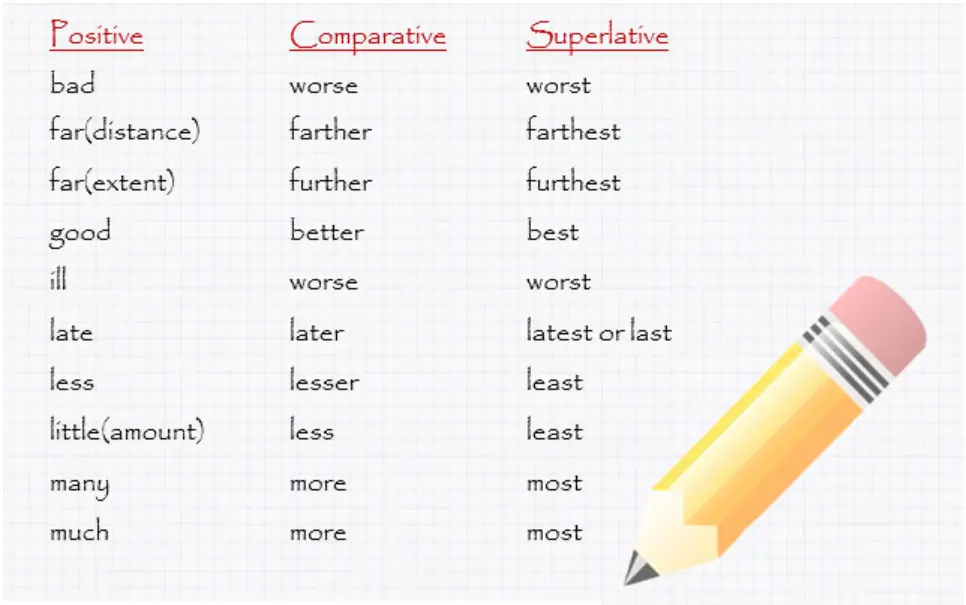 Positive Comparative Superlative
bad worse worst
far(distance) farther farthest
far(extent) further furthest
good better best
ill worse worst
late later latest or last
less lesser least
little(amount) less least
many more most
much more most